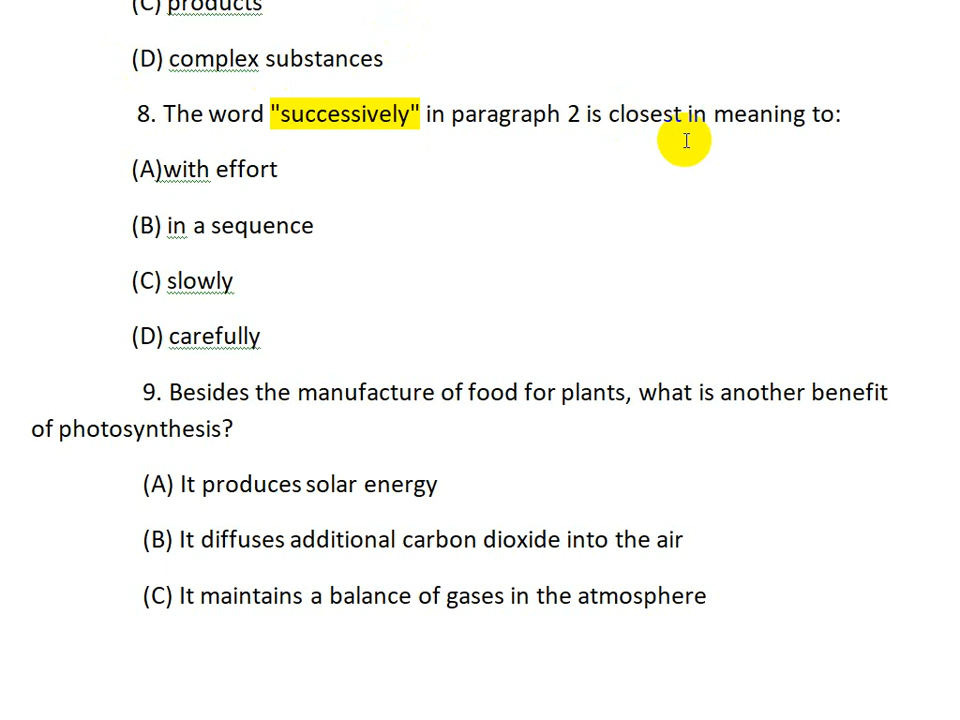 (C) products
(D) complex substances
8. The word "successively" in paragraph 2 is closest in meaning to:
(A)with effort
(B) in a sequence
(C) slowly
(D) carefully
9. Besides the manufacture of food for plants, what is another benefit
of photosynthesis?
(A) It produces solar energy
(B) It diffuses additional carbon dioxide into the air
(C) It maintains a balance of gases in the atmosphere